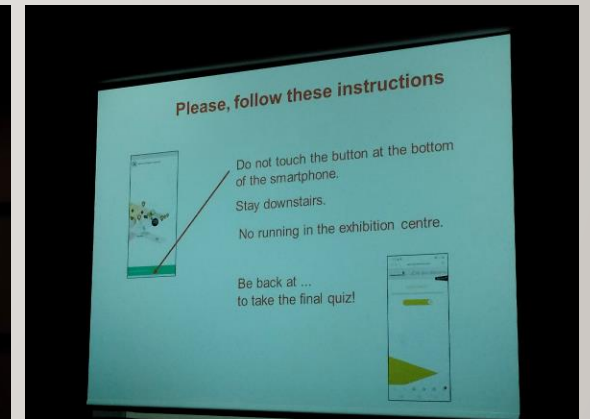 Please, follow these instructions
Do not touch the button at the bottom
of the smartphone.
Stay downstairs.
No running in the exhibition centre.
Be back at ...
to take the final quiz!